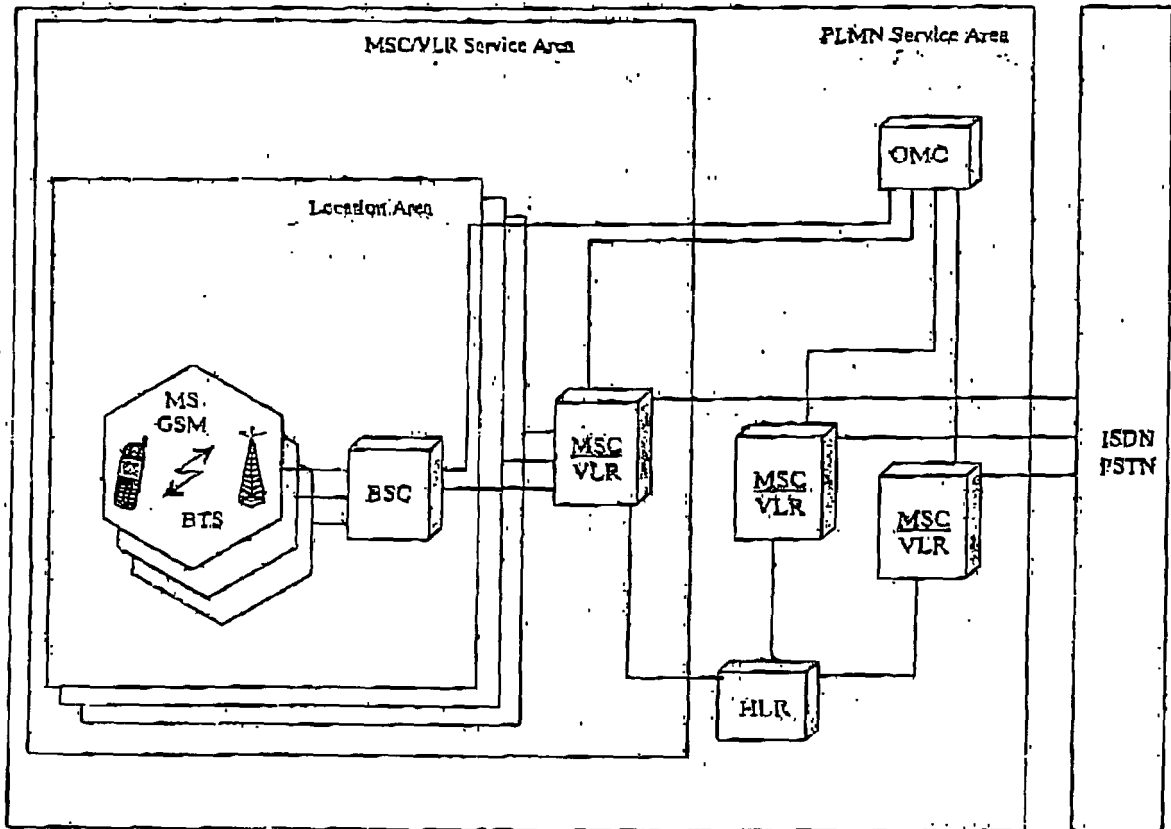 MSC/VLR Service Area
PLMN Service Area
OMC
Location Area
MS
GSM
BTS
BSC
MSC
VLR
MSC
VLR
MSC
VLR
HLR
ISDN
PSTN